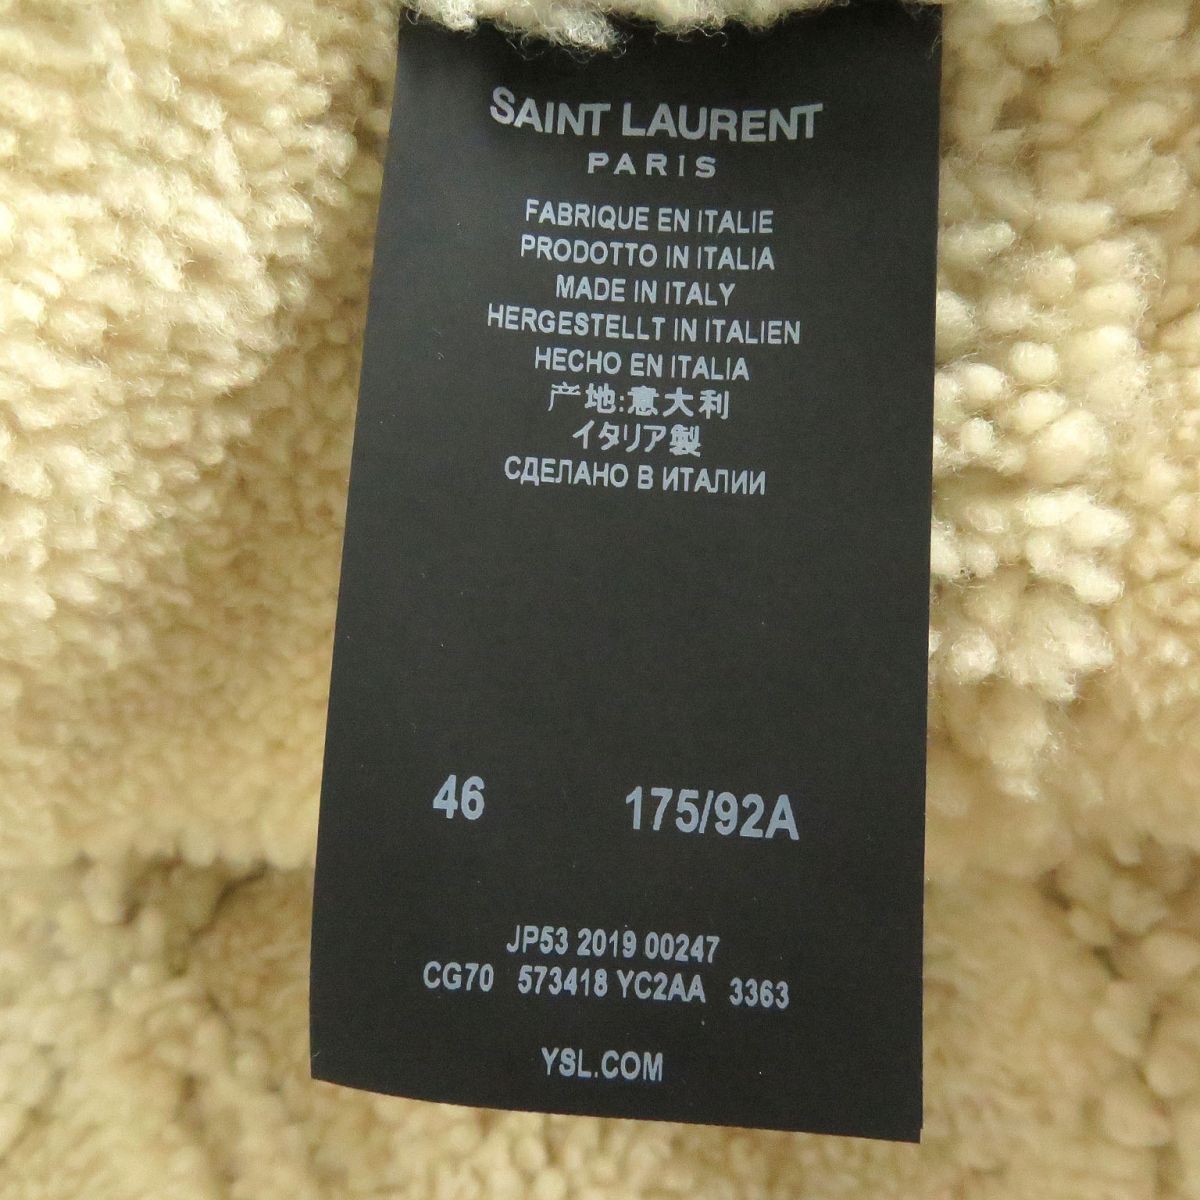 SAINT LAURENT
PARIS
FABRIQUE EN ITALIE
PRODOTTO IN ITALIA
MADE IN ITALY
HERGESTELLT IN ITALIEN
HECHO EN ITALIA
产地:意大利
イタリア製
СДЕЛАНО В ИТАЛИИ
46 175/92A
JP53 2019 00247
CG70 573418 YC2AA 3363
YSL.COM